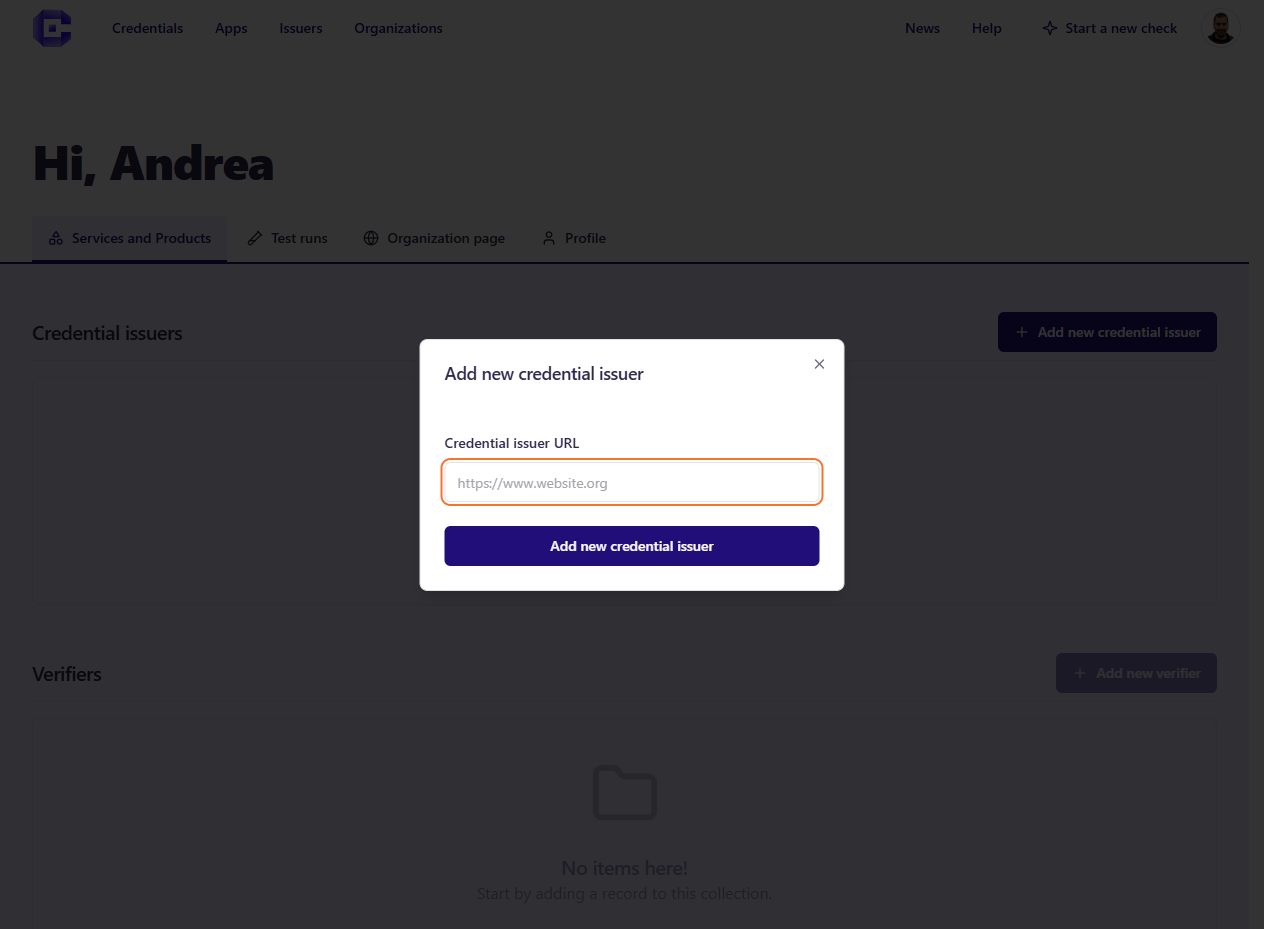 Credentials Apps Issuers Organizations News Help Start a new check
Hi, Andrea
Services and Products Test runs Organization page Profile
Credential issuers
Add new credential issuer
Add new credential issuer
Credential issuer URL
https://www.website.org
Add new credential issuer
Verifiers
Add new verifier
No items here!
Start by adding a record to this collection.